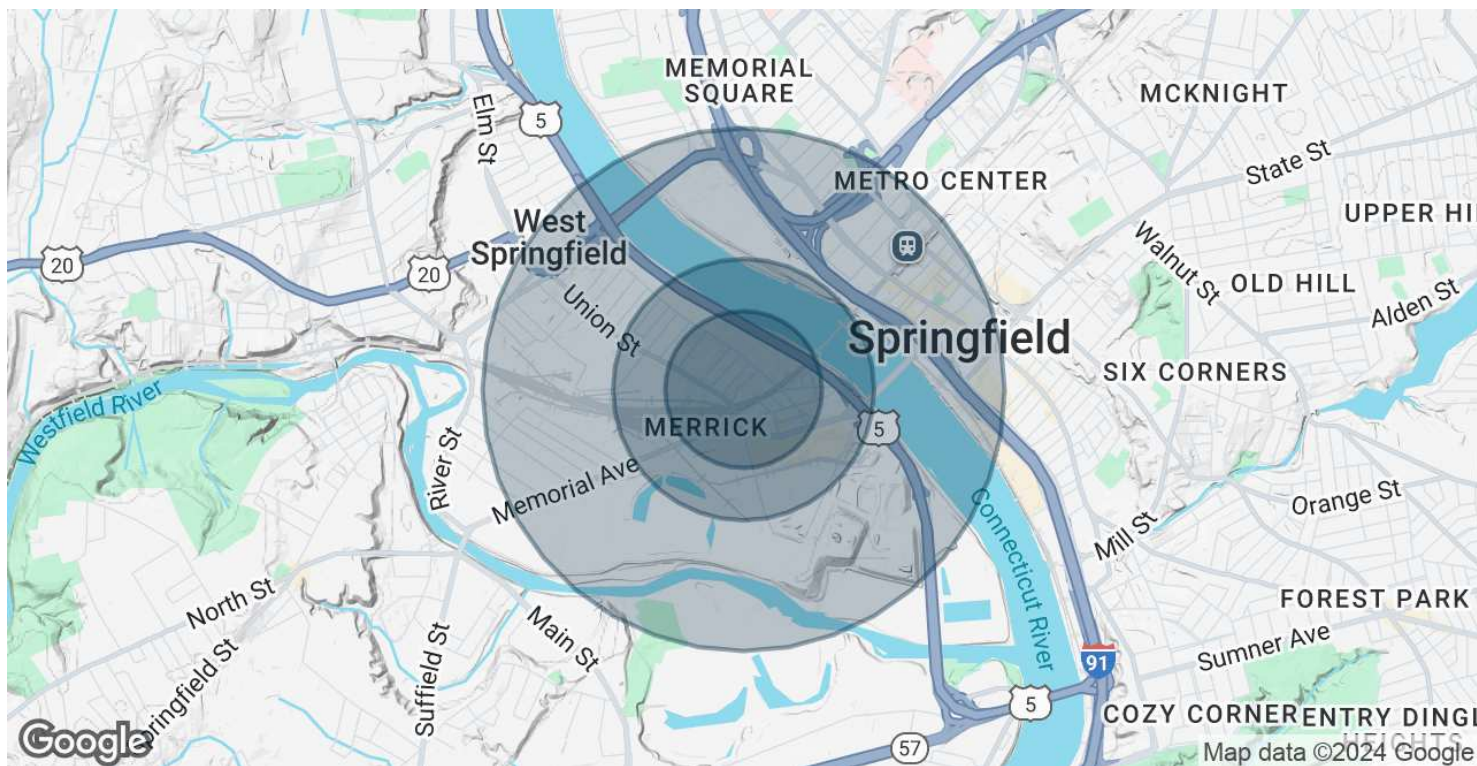 MEMORIAL
SQUARE
MCKNIGHT
Elm St
5
State St
METRO CENTER
UPPER HI
West
Springfield
Walnut St
20
20
OLD HILL
Alden St
Union St
Springfield
SIX CORNERS
Westfield River
MERRICK
5
River St
Memorial Ave
Orange St
Connecticut River
Mill St
North St
FOREST PARK
Main St
Sumner Ave
Springfield St
Suffield St
91
5
COZY CORNER
ENTRY DINGL
HEIGHTS
57
Google
Map data ©2024 Google